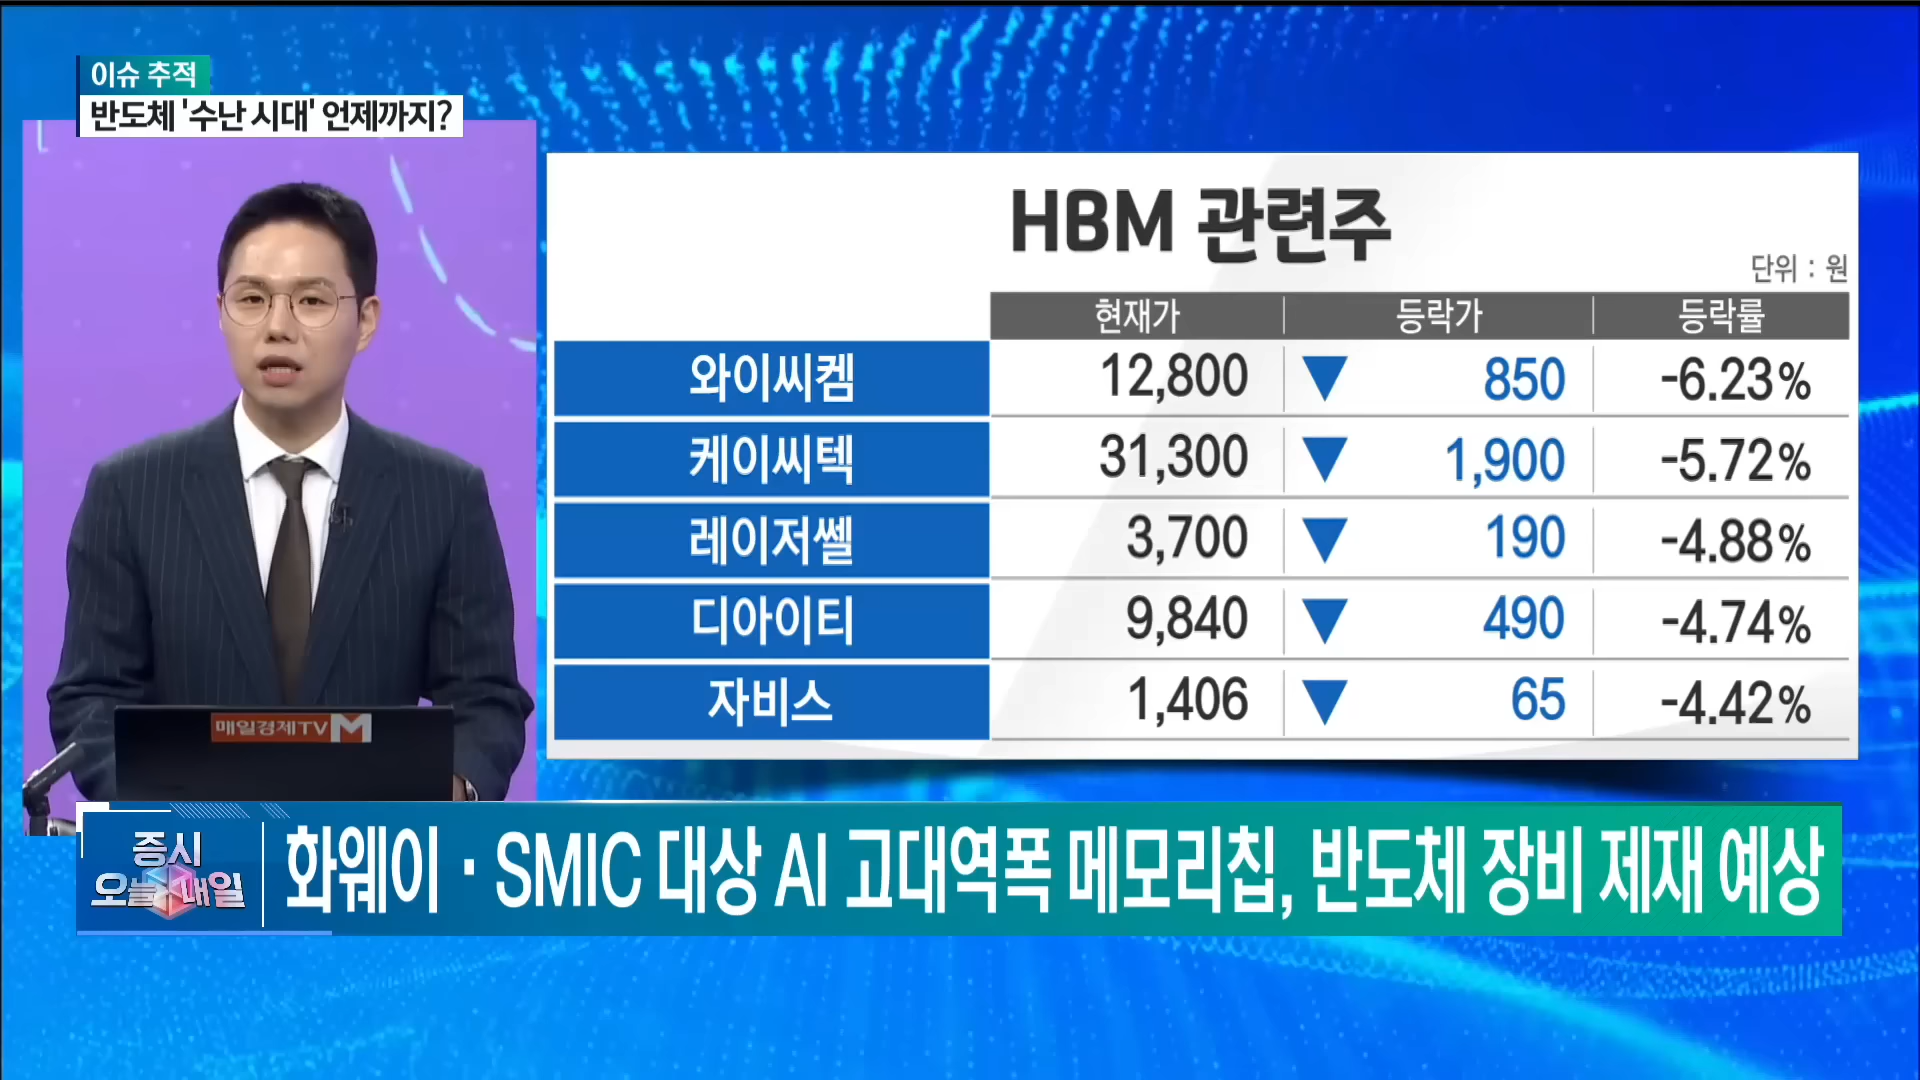 이슈 추적
반도체 '수난 시대' 언제까지?
HBM 관련주
단위 : 원
현재가 등락가 등락률
와이씨켐 12,800 ▼ 850 -6.23%
케이씨텍 31,300 ▼ 1,900 -5.72%
레이저쎌 3,700 ▼ 190 -4.88%
디아이티 9,840 ▼ 490 -4.74%
자비스 1,406 ▼ 65 -4.42%
매일경제TV M
증시
오늘 매일
화웨이·SMIC 대상 AI 고대역폭 메모리칩, 반도체 장비 제재 예상